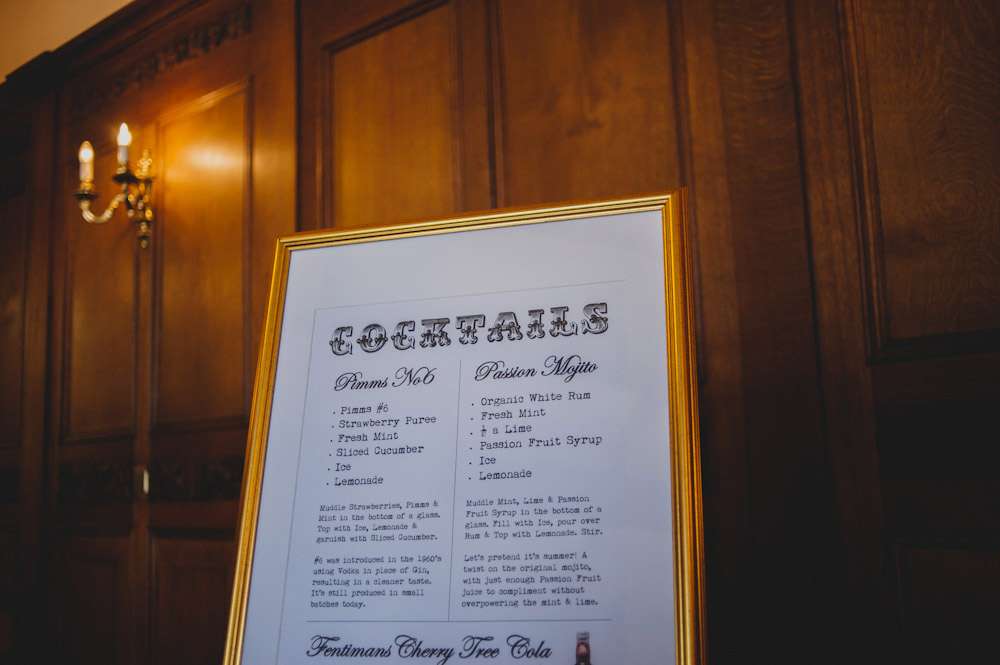 COCKTAILS
Pimms No6
. Pimms #6
. Strawberry Puree
. Fresh Mint
. Sliced Cucumber
. Ice
. Lemonade
Muddle Strawberries, Pimms &
Mint in the bottom of a glass.
Top with Ice, Lemonade &
garnish with Sliced Cucumber.
#6 was introduced in the 1960's
using Vodka in place of Gin,
resulting in a cleaner taste.
It's still produced in small
batches today.
Passion Mojito
. Organic White Rum
. Fresh Mint
. ½ a Lime
. Passion Fruit Syrup
. Ice
. Lemonade
Muddle Mint, Lime & Passion
Fruit Syrup in the bottom of a
glass. Fill with Ice, pour over
Rum & Top with Lemonade. Stir.
Let's pretend it's summer! A
twist on the original mojito,
with just enough Passion Fruit
juice to compliment without
overpowering the mint & lime.
Fentimans Cherry Tree Cola